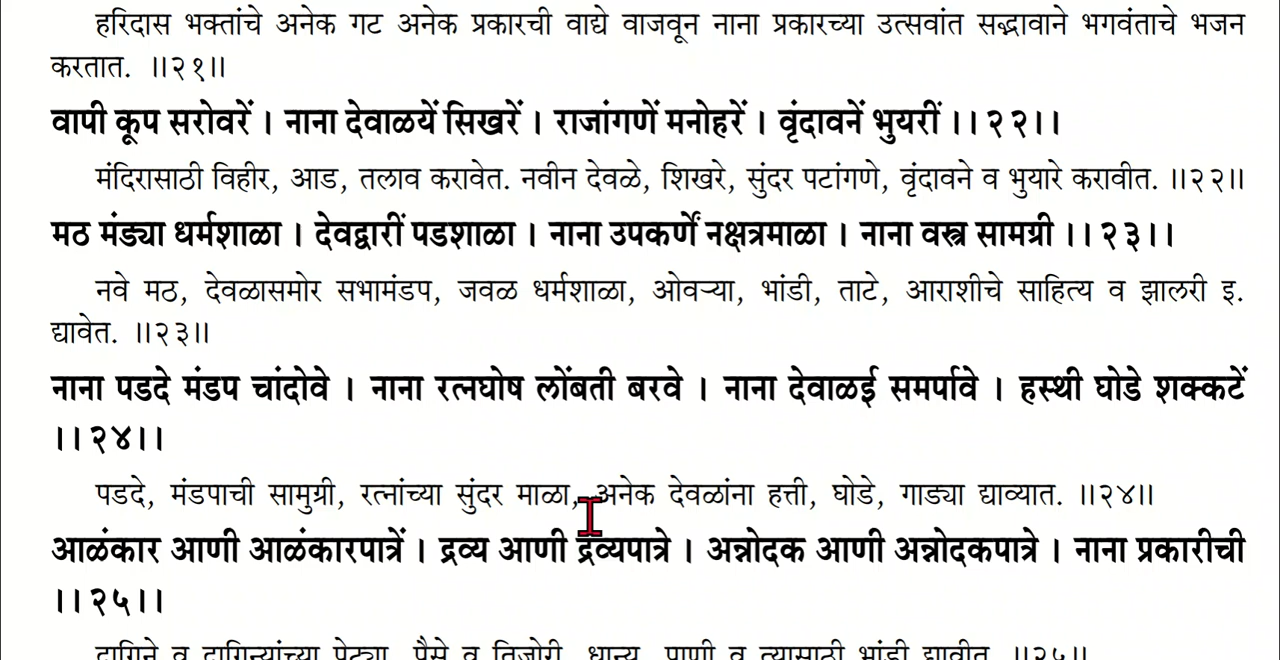 हरिदास भक्तांचे अनेक गट अनेक प्रकारची वाद्ये वाजवून नाना प्रकारच्या उत्सवांत सद्भावाने भगवंताचे भजन
करतात. ॥२१॥
वापी कूप सरोवरें । नाना देवाळयें सिखरें । राजांगणें मनोहरें । वृंदावनें भुयरीं ।।२२।।
मंदिरासाठी विहीर, आड, तलाव करावेत. नवीन देवळे, शिखरे, सुंदर पटांगणे, वृंदावने व भुयारे करावीत. ॥२२॥
मठ मंड्या धर्मशाळा । देवद्वारीं पडशाळा । नाना उपकर्णें नक्षत्रमाळा । नाना वस्त्र सामग्री ।।२३।।
नवे मठ, देवळासमोर सभामंडप, जवळ धर्मशाळा, ओवऱ्या, भांडी, ताटे, आराशीचे साहित्य व झालरी इ.
द्यावेत. ॥२३॥
नाना पडदे मंडप चांदोवे । नाना रत्नघोष लोंबती बरवे । नाना देवाळई समर्पावे । हस्थी घोडे शक्कटें
।।२४।।
पडदे, मंडपाची सामुग्री, रत्नांच्या सुंदर माळा, अनेक देवळांना हत्ती, घोडे, गाड्या द्याव्यात. ॥२४॥
आळंकार आणी आळंकारपात्रें । द्रव्य आणी द्रव्यपात्रे । अन्नोदक आणी अन्नोदकपात्रे । नाना प्रकारीची
।।२५।।
दागिने व दागिन्यांच्या पेट्या, पैसे व तिजोरी, धान्य, पाणी व त्यासाठी भांडी द्यावीत. ॥२५॥